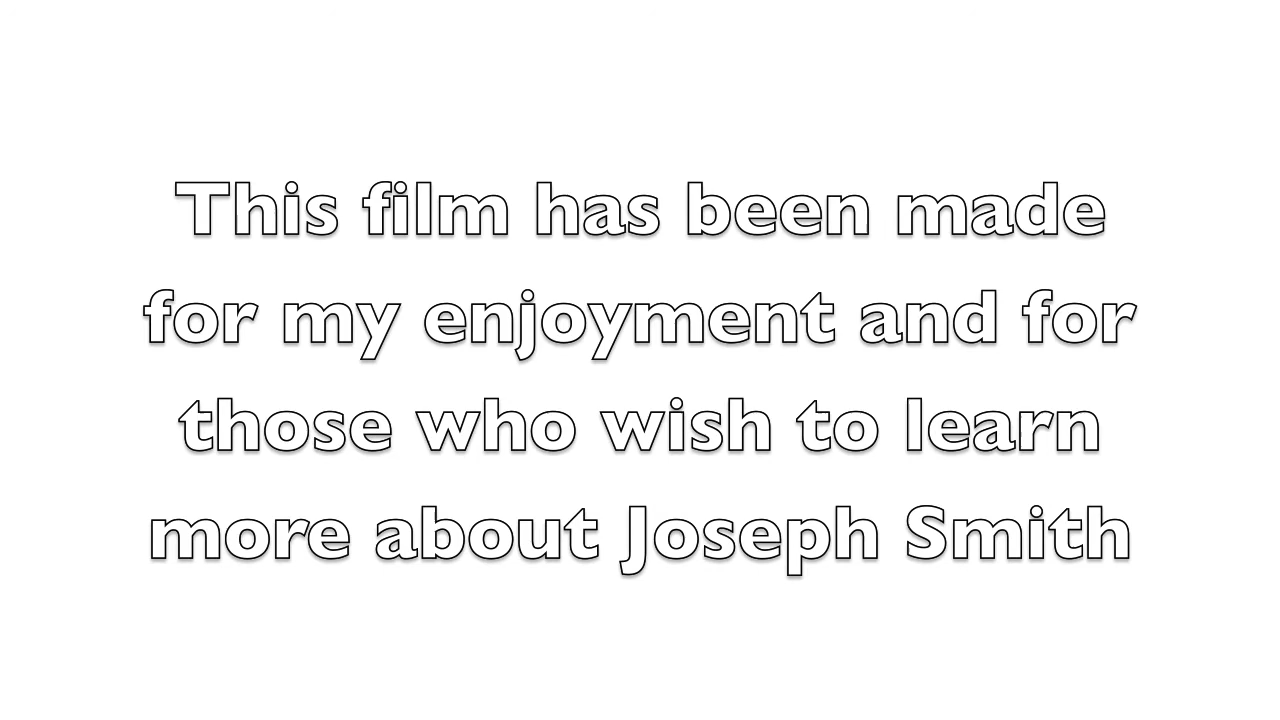 This film has been made
for my enjoyment and for
those who wish to learn
more about Joseph Smith